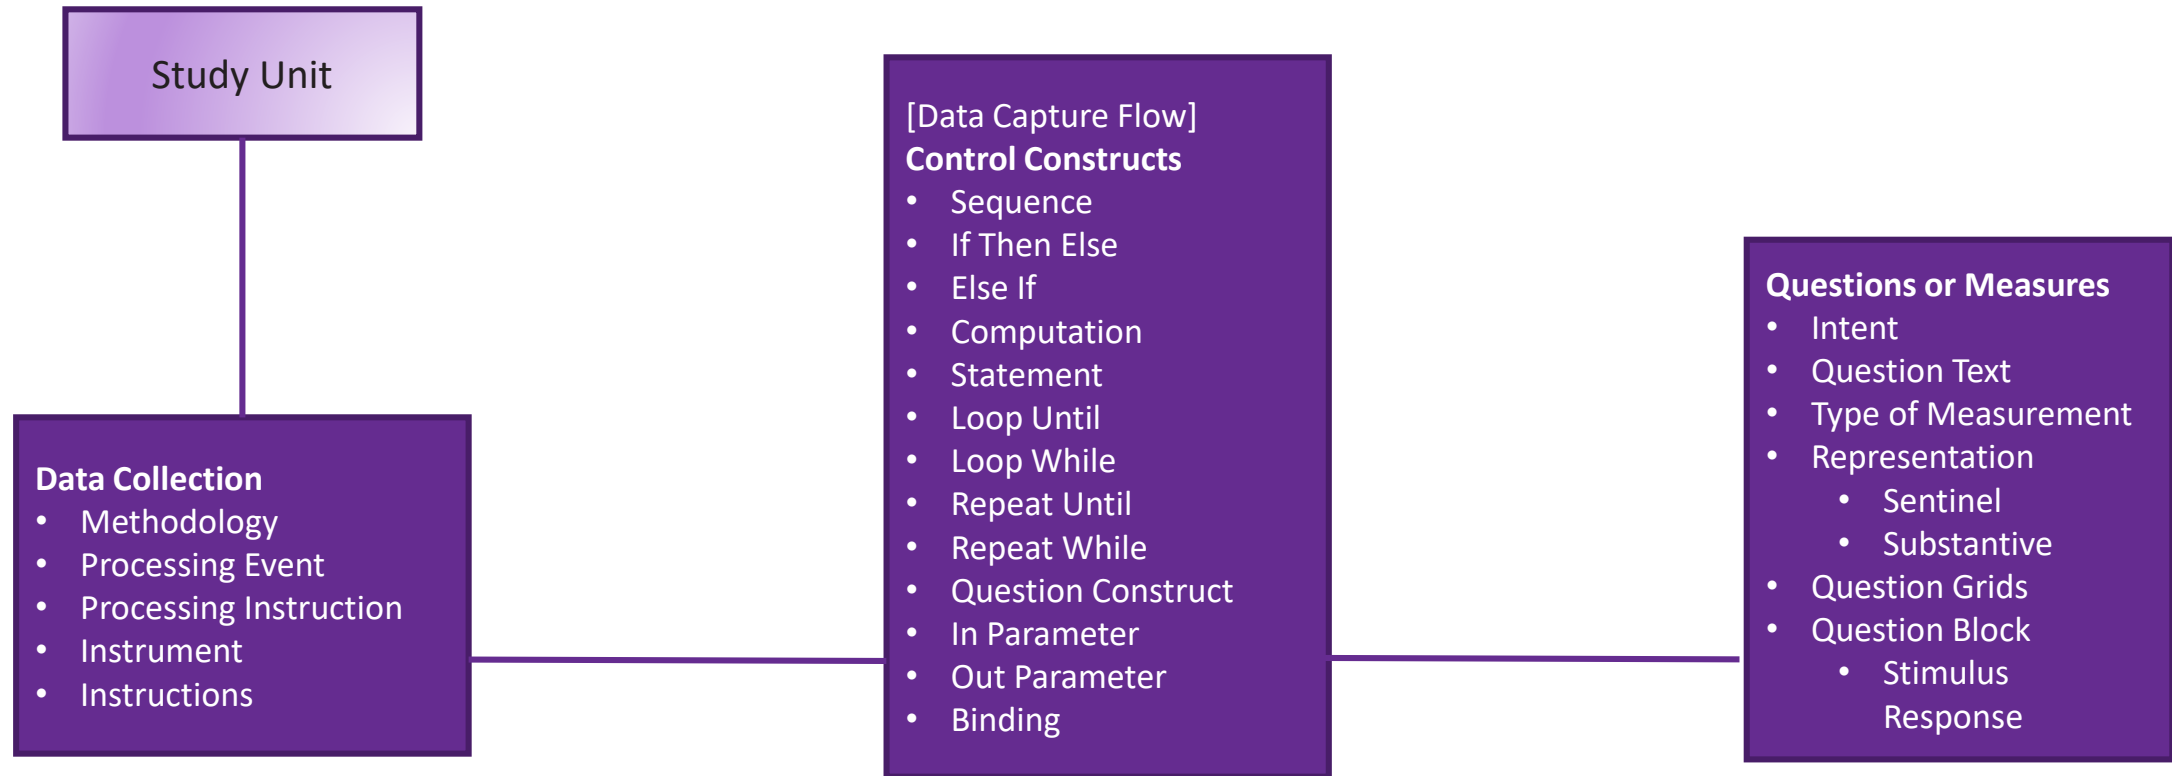 Study Unit
Data Collection
• Methodology
• Processing Event
• Processing Instruction
• Instrument
• Instructions
[Data Capture Flow]
Control Constructs
• Sequence
• If Then Else
• Else If
• Computation
• Statement
• Loop Until
• Loop While
• Repeat Until
• Repeat While
• Question Construct
• In Parameter
• Out Parameter
• Binding
Questions or Measures
• Intent
• Question Text
• Type of Measurement
• Representation
• Sentinel
• Substantive
• Question Grids
• Question Block
• Stimulus
Response